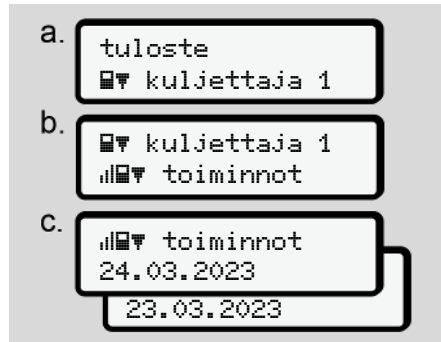 a.
tuloste
kuljettaja 1
b.
kuljettaja 1
toiminnot
c.
toiminnot
24.03.2023
23.03.2023